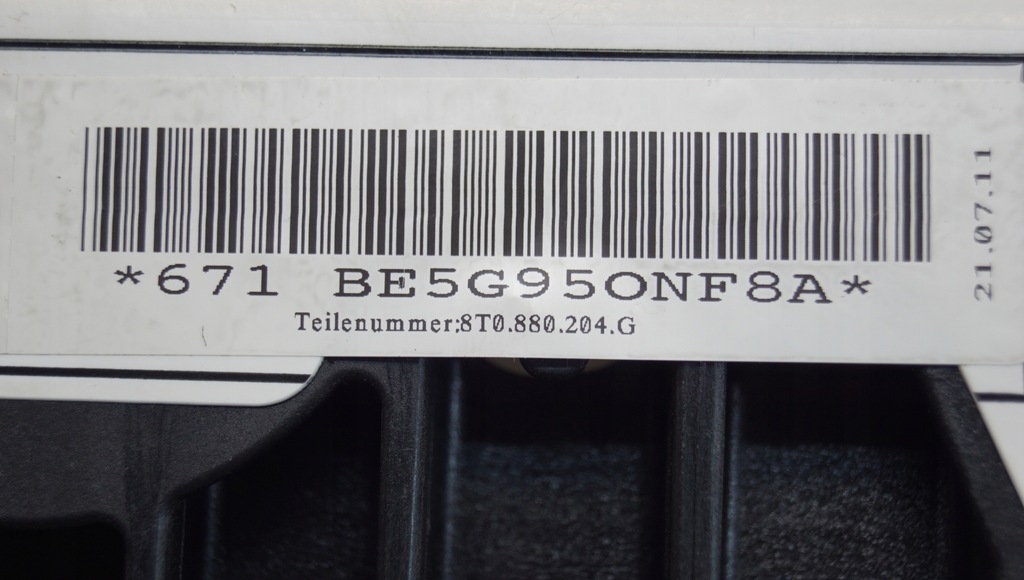 *671 BE5G95ONF8A*
Teilenummer:8T0.880.204.G
21.07.11